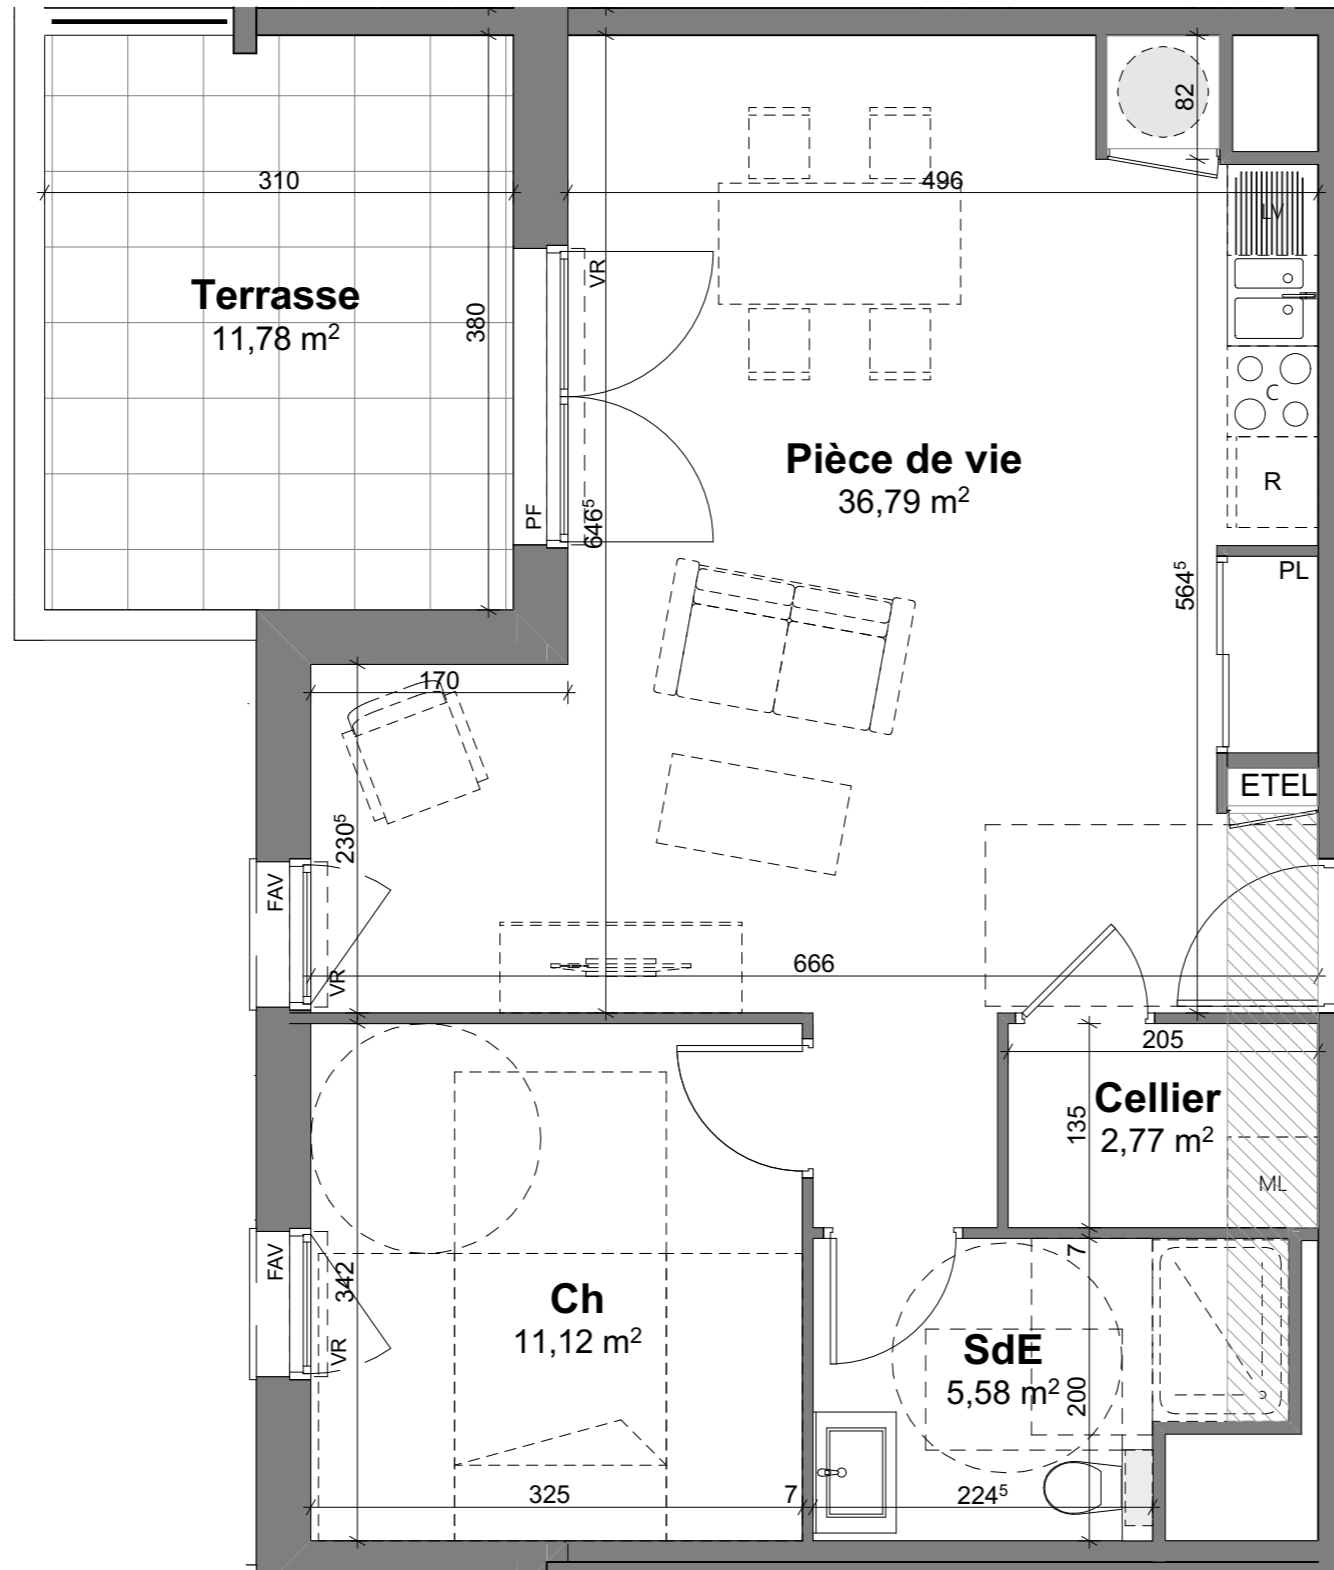 82
310
496
LV
VR
Terrasse
11,78 m²
380
C
Pièce de vie
36,79 m²
R
PF
646⁵
564⁵
PL
170
ETEL
230⁵
FAV
VR
666
205
Cellier
2,77 m²
135
ML
7
FAV
342
VR
Ch
11,12 m²
SdE
5,58 m²
200
325
7
224⁵